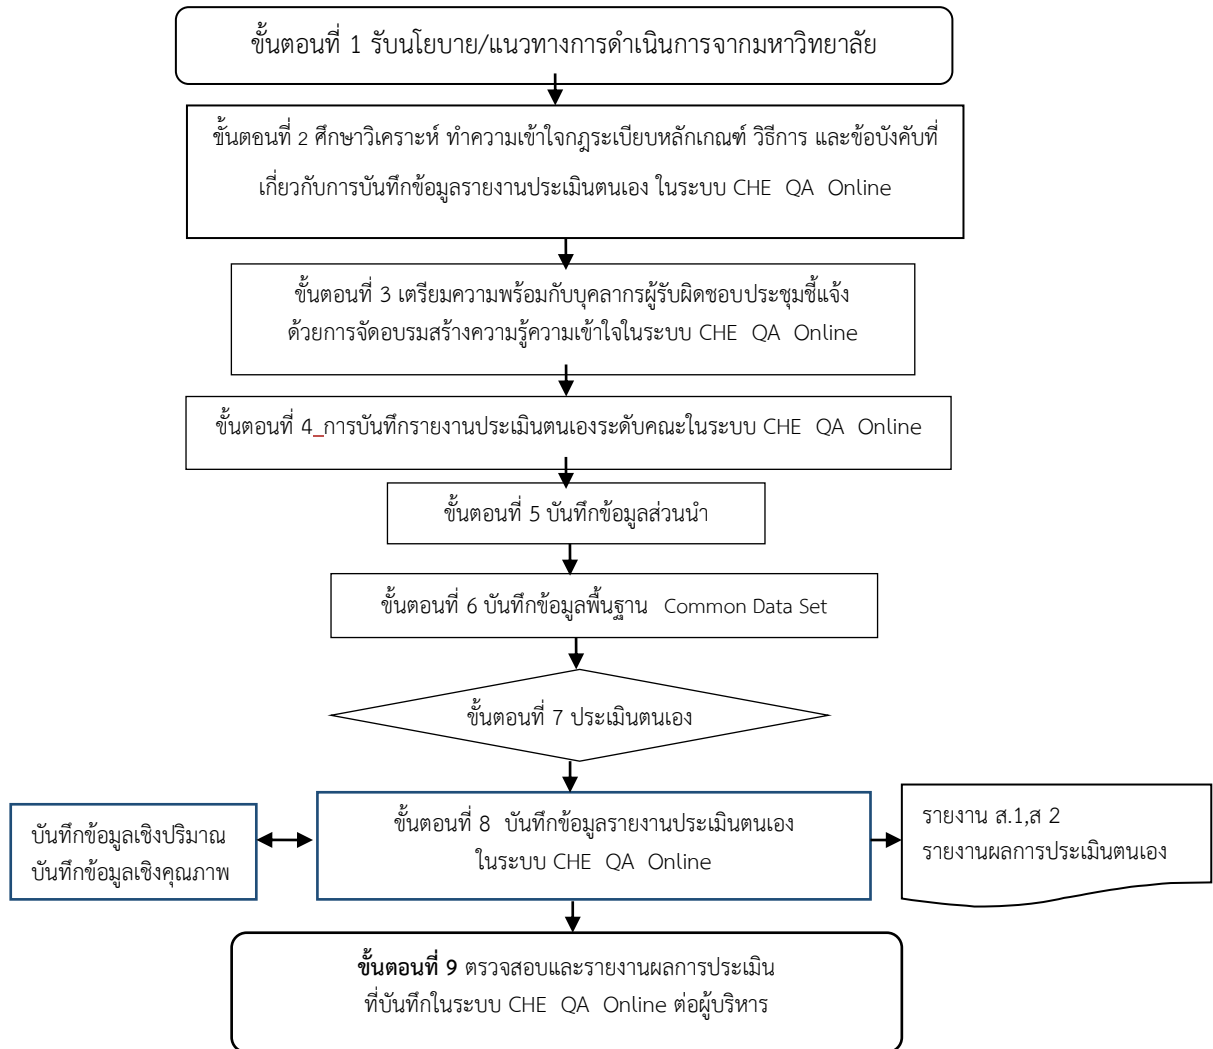 ขั้นตอนที่ 1 รับนโยบาย/แนวทางการดำเนินการจากมหาวิทยาลัย
ขั้นตอนที่ 2 ศึกษาวิเคราะห์ ทำความเข้าใจกฎระเบียบหลักเกณฑ์ วิธีการ และข้อบังคับที่
เกี่ยวกับการบันทึกข้อมูลรายงานประเมินตนเอง ในระบบ CHE QA Online
ขั้นตอนที่ 3 เตรียมความพร้อมกับบุคลากรผู้รับผิดชอบประชุมชี้แจ้ง
ด้วยการจัดอบรมสร้างความรู้ความเข้าใจในระบบ CHE QA Online
ขั้นตอนที่ 4 การบันทึกรายงานประเมินตนเองระดับคณะในระบบ CHE QA Online
ขั้นตอนที่ 5 บันทึกข้อมูลส่วนนำ
ขั้นตอนที่ 6 บันทึกข้อมูลพื้นฐาน Common Data Set
ขั้นตอนที่ 7 ประเมินตนเอง
บันทึกข้อมูลเชิงปริมาณ
บันทึกข้อมูลเชิงคุณภาพ
ขั้นตอนที่ 8 บันทึกข้อมูลรายงานประเมินตนเอง
ในระบบ CHE QA Online
รายงาน ส.1,ส 2
รายงานผลการประเมินตนเอง
ขั้นตอนที่ 9 ตรวจสอบและรายงานผลการประเมิน
ที่บันทึกในระบบ CHE QA Online ต่อผู้บริหาร